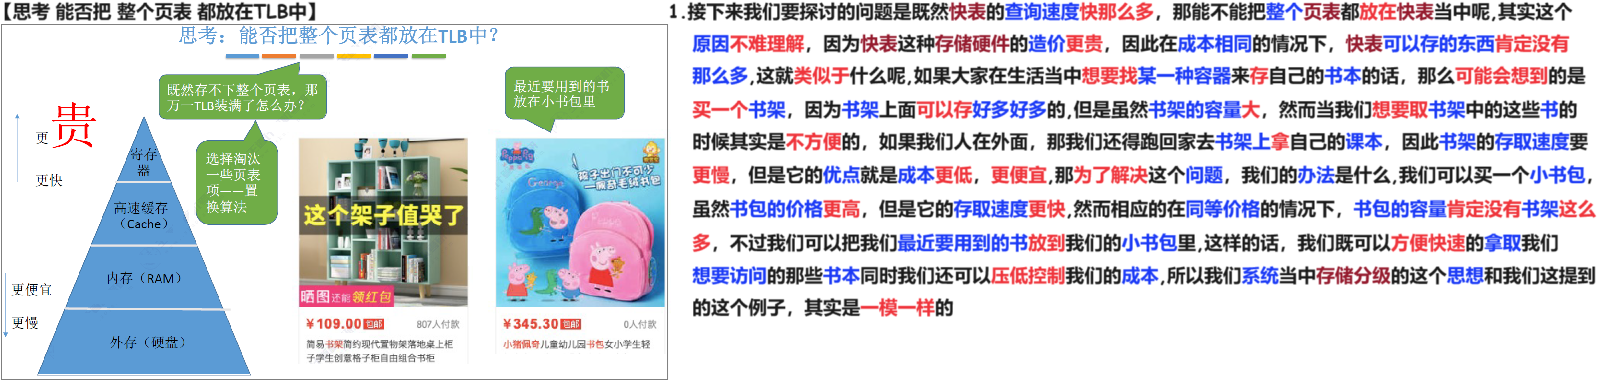 【思考 能否把 整个页表 都放在TLB中】
思考：能否把整个页表都放在TLB中？
既然存不下整个页表，那
万一TLB装满了怎么办？
最近要用到的书
放在小书包里
贵
更
更快
选择淘汰
一些页表
项——置
换算法
寄存
器
高速缓存
（Cache）
内存（RAM）
外存（硬盘）
更便宜
更慢
这个架子值哭了
晒图还能领红包
¥109.00 包邮 807人付款
简易书架简约现代置物架落地桌上柜
子学生创意格子柜自由组合书柜
Peppa Pig
孩子出门不可少
一俩奇毛绒书包
George
¥345.30 包邮 0人付款
小猪佩奇儿童幼儿园书包女小学生轻
1.接下来我们要探讨的问题是既然快表的查询速度快那么多，那能不能把整个页表都放在快表当中呢,其实这个
原因不难理解，因为快表这种存储硬件的造价更贵，因此在成本相同的情况下，快表可以存的东西肯定没有
那么多,这就类似于什么呢,如果大家在生活当中想要找某一种容器来存自己的书本的话，那么可能会想到的是
买一个书架，因为书架上面可以存好多好多的,但是虽然书架的容量大，然而当我们想要取书架中的这些书的
时候其实是不方便的，如果我们人在外面，那我们还得跑回家去书架上拿自己的课本，因此书架的存取速度要
更慢，但是它的优点就是成本更低，更便宜,那为了解决这个问题，我们的办法是什么,我们可以买一个小书包，
虽然书包的价格更高，但是它的存取速度更快,然而相应的在同等价格的情况下，书包的容量肯定没有书架这么
多，不过我们可以把我们最近要用到的书放到我们的小书包里,这样的话，我们既可以方便快速的拿取我们
想要访问的那些书本同时我们还可以压低控制我们的成本,所以我们系统当中存储分级的这个思想和我们这提到
的这个例子，其实是一模一样的